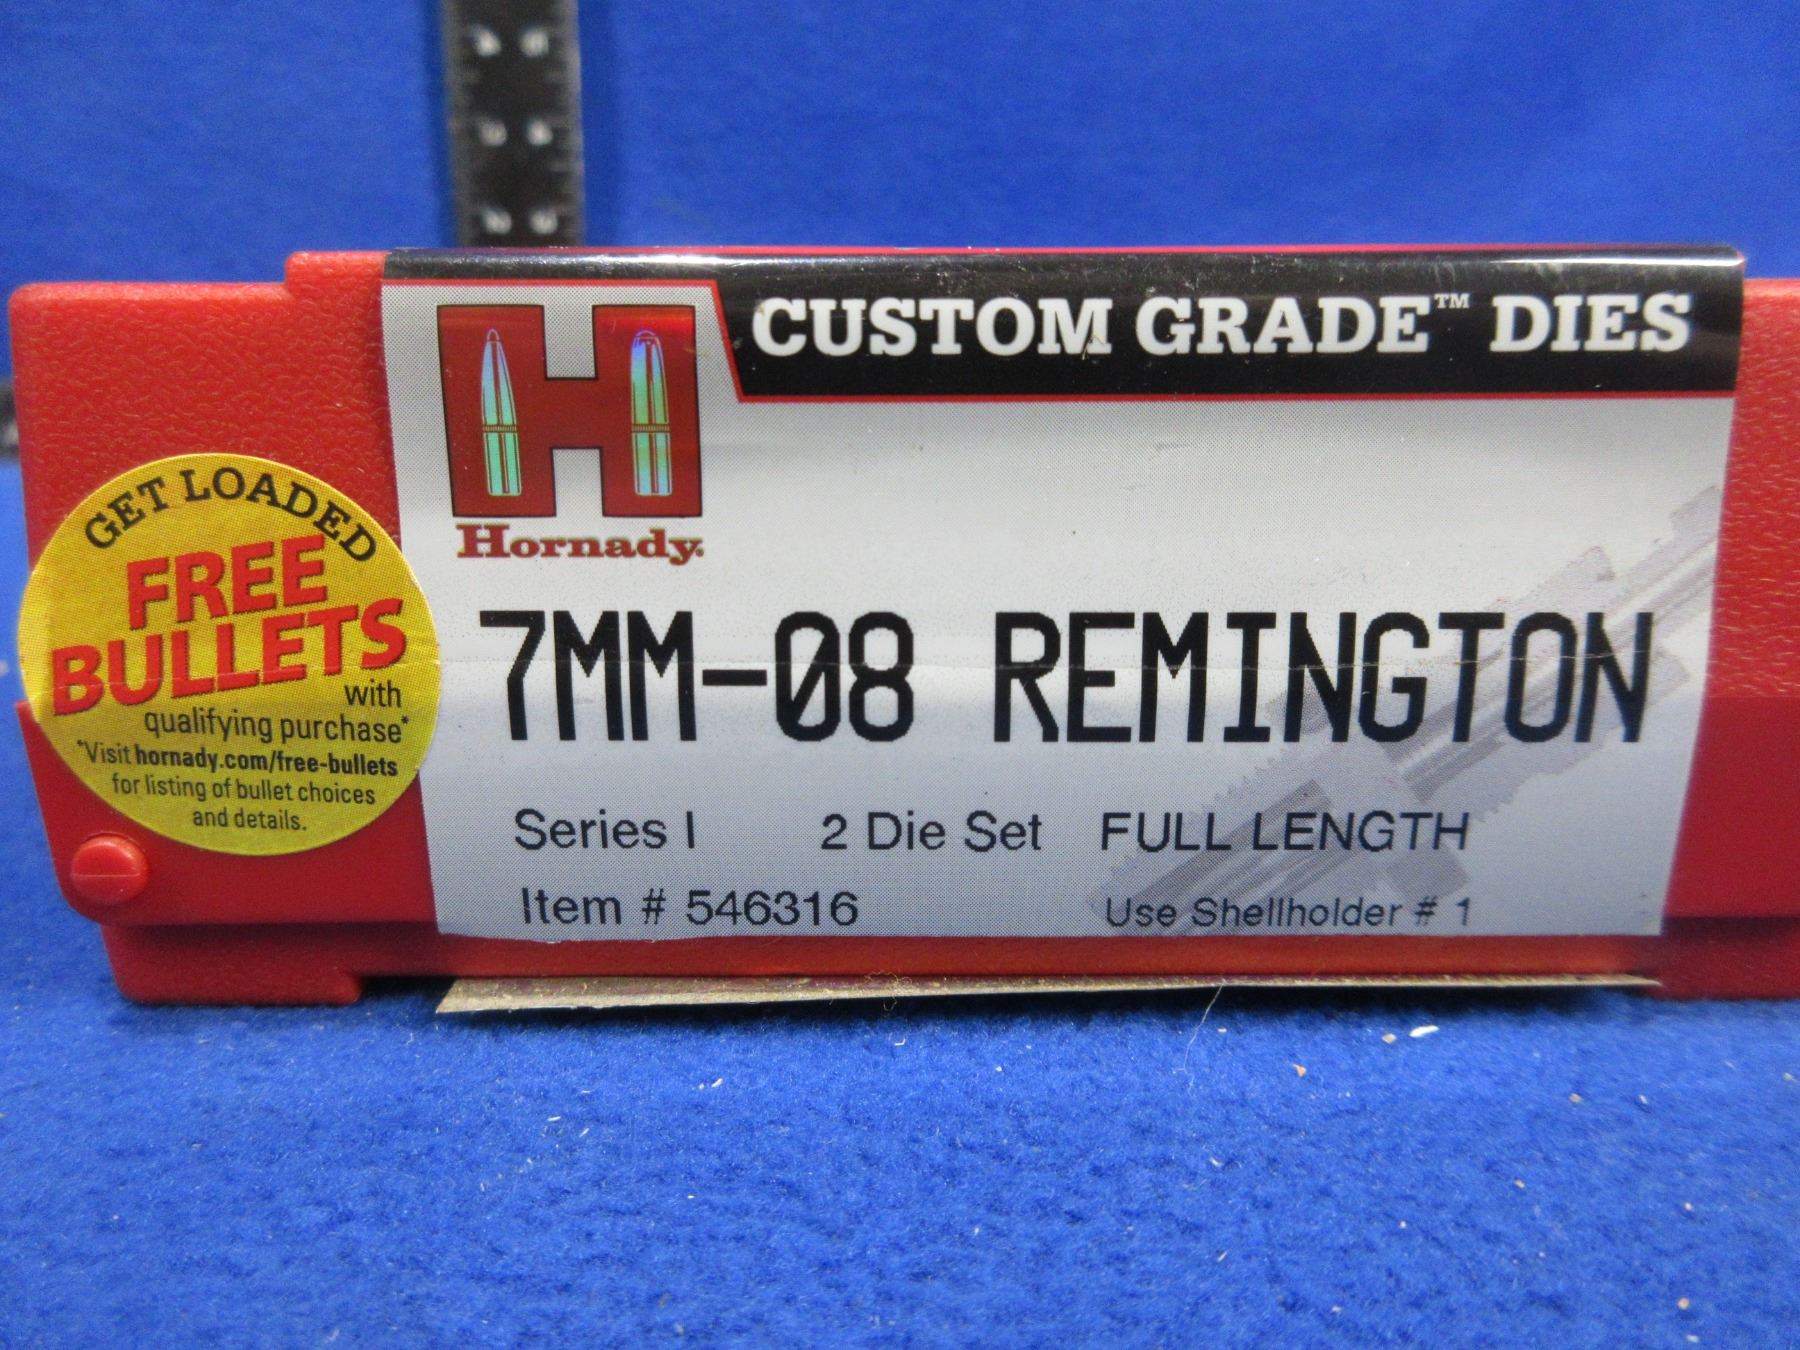 CUSTOM GRADE™ DIES
Hornady
7MM-08 REMINGTON
Series I 2 Die Set FULL LENGTH
Item # 546316 Use Shellholder # 1
GET LOADED
FREE
BULLETS
with
qualifying purchase*
*Visit hornady.com/free-bullets
for listing of bullet choices
and details.